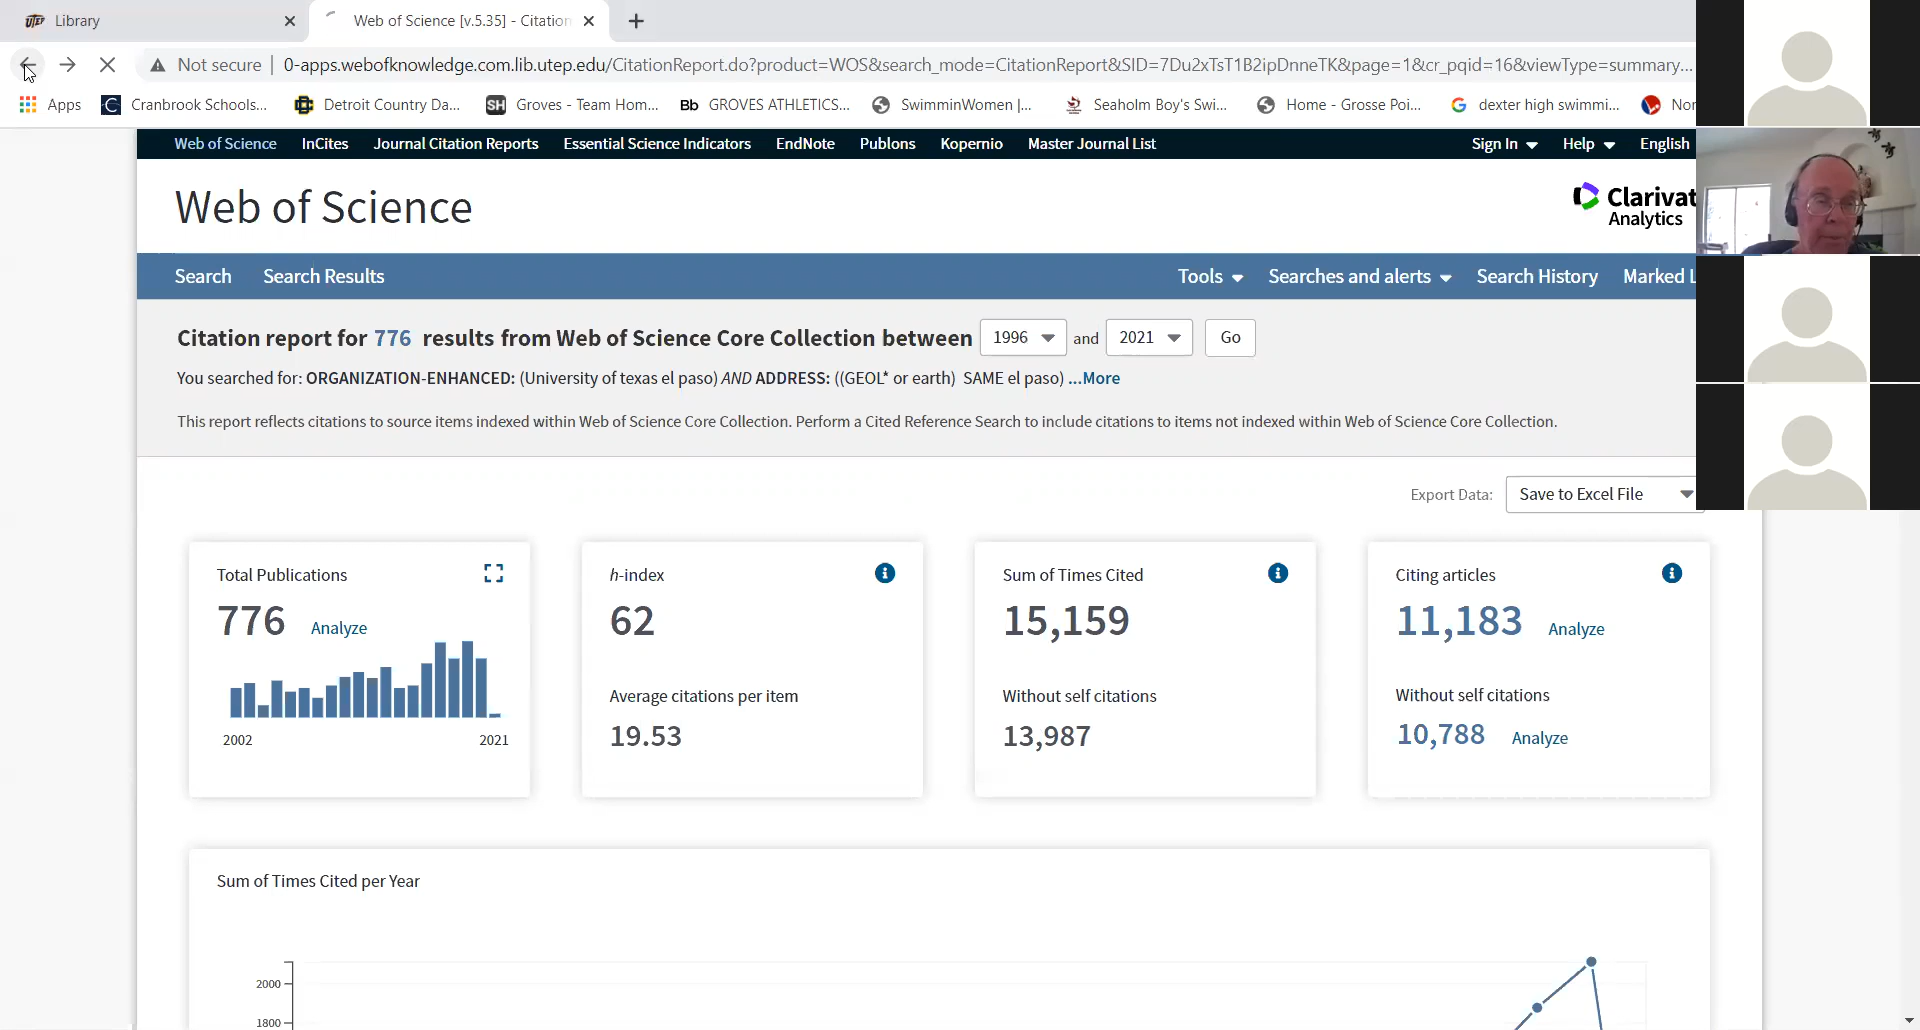 Library
Web of Science [v.5.35] - Citation
Not secure | 0-apps.webofknowledge.com.lib.utep.edu/CitationReport.do?product=WOS&search_mode=CitationReport&SID=7Du2xTsT1B2ipDnneTK&page=1&cr_pqid=16&viewType=summary...
Apps Cranbrook Schools... Detroit Country Da... SH Groves - Team Hom... Bb GROVES ATHLETICS... SwimminWomen |... Seaholm Boy's Swi... Home - Grosse Poi... dexter high swimmi... Nor
Web of Science InCites Journal Citation Reports Essential Science Indicators EndNote Publons Kopernio Master Journal List Sign In Help English
Web of Science
Clarivat
Analytics
Search Search Results Tools Searches and alerts Search History Marked L
Citation report for 776 results from Web of Science Core Collection between 1996 and 2021 Go
You searched for: ORGANIZATION-ENHANCED: (University of texas el paso) AND ADDRESS: ((GEOL* or earth) SAME el paso) ...More
This report reflects citations to source items indexed within Web of Science Core Collection. Perform a Cited Reference Search to include citations to items not indexed within Web of Science Core Collection.
Export Data: Save to Excel File
Total Publications
776 Analyze
2002 2021
h-index
62
Average citations per item
19.53
Sum of Times Cited
15,159
Without self citations
13,987
Citing articles
11,183 Analyze
Without self citations
10,788 Analyze
Sum of Times Cited per Year
2000
1800